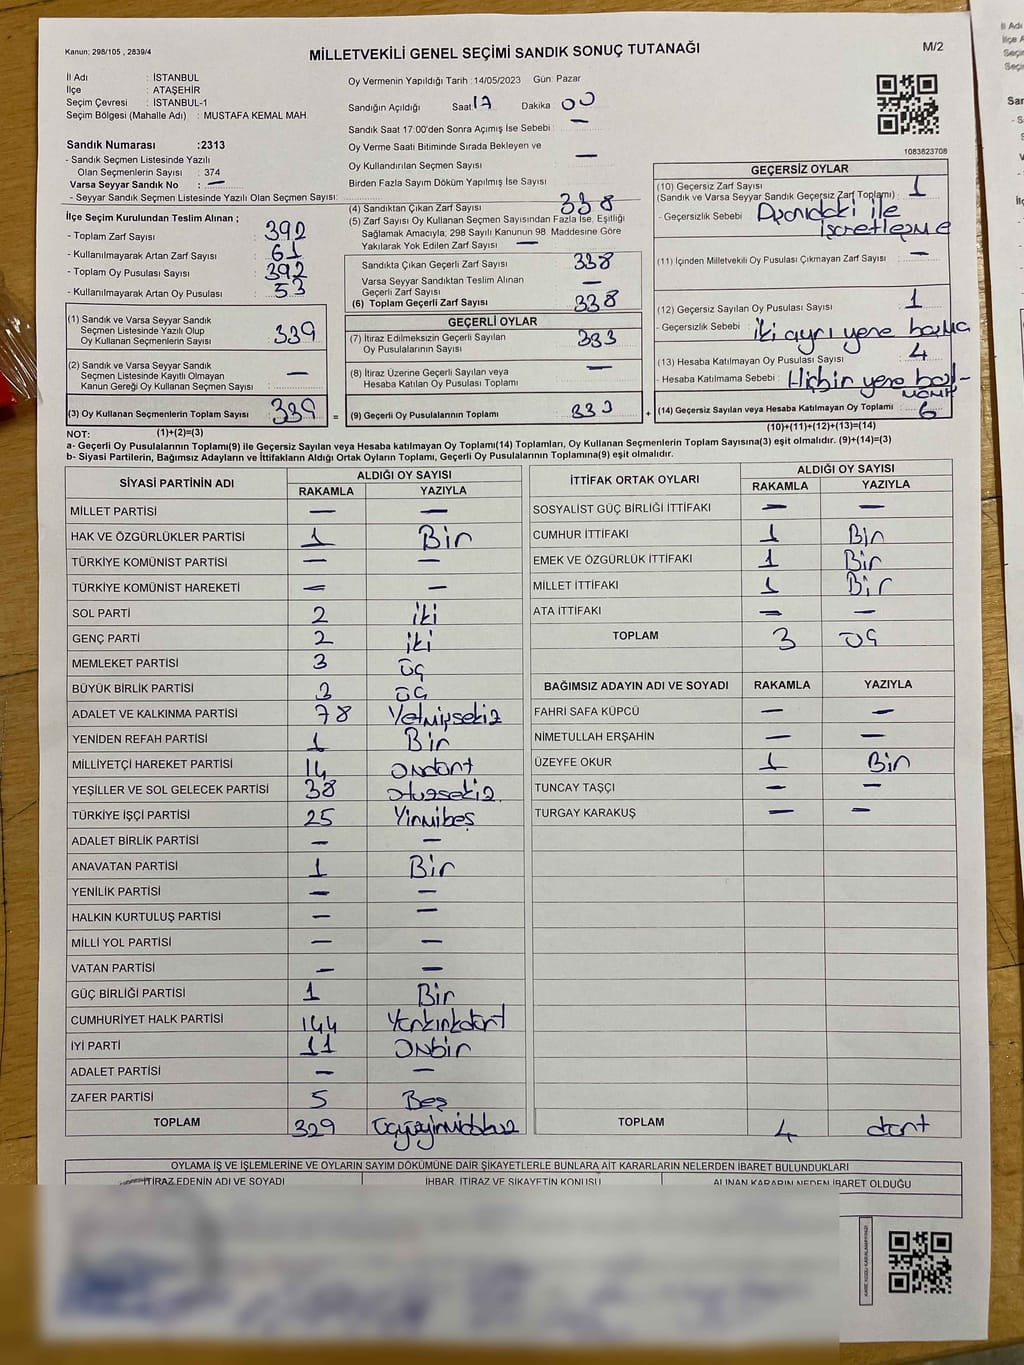 Kanun: 298/105 , 2839/4
MİLLETVEKİLİ GENEL SEÇİMİ SANDIK SONUÇ TUTANAĞI
M/2
İl Adı : İSTANBUL
İlçe : ATAŞEHİR
Seçim Çevresi : İSTANBUL-1
Seçim Bölgesi (Mahalle Adı) : MUSTAFA KEMAL MAH.
Sandık Numarası :2313
- Sandık Seçmen Listesinde Yazılı
Olan Seçmenlerin Sayısı : 374
Varsa Seyyar Sandık No : —
- Seyyar Sandık Seçmen Listesinde Yazılı Olan Seçmen Sayısı:
Oy Vermenin Yapıldığı Tarih : 14/05/2023 Gün: Pazar
Sandığın Açıldığı Saat 17 Dakika 00
Sandık Saat 17:00'den Sonra Açımış İse Sebebi : —
Oy Verme Saati Bitiminde Sırada Bekleyen ve
Oy Kullandırılan Seçmen Sayısı : —
Birden Fazla Sayım Döküm Yapılmış İse Sayısı :
(4) Sandıktan Çıkan Zarf Sayısı : 338
(5) Zarf Sayısı Oy Kullanan Seçmen Sayısından Fazla İse, Eşitliği
Sağlamak Amacıyla, 298 Sayılı Kanunun 98. Maddesine Göre
Yakılarak Yok Edilen Zarf Sayısı : —
1083823708
İlçe Seçim Kurulundan Teslim Alınan ;
- Toplam Zarf Sayısı : 392
- Kullanılmayarak Artan Zarf Sayısı : 61
- Toplam Oy Pusulası Sayısı : 392
- Kullanılmayarak Artan Oy Pusulası : 53
Sandıkta Çıkan Geçerli Zarf Sayısı : 338
Varsa Seyyar Sandıktan Teslim Alınan
Geçerli Zarf Sayısı : —
(6) Toplam Geçerli Zarf Sayısı : 338
GEÇERSİZ OYLAR
(10) Geçersiz Zarf Sayısı
(Sandık ve Varsa Seyyar Sandık Geçersiz Zarf Toplamı) : 1
- Geçersizlik Sebebi : Dışındaki ile
işaretleşme
(11) İçinden Milletvekili Oy Pusulası Çıkmayan Zarf Sayısı : —
(12) Geçersiz Sayılan Oy Pusulası Sayısı : 1
- Geçersizlik Sebebi : iki ayrı yere basma
(13) Hesaba Katılmayan Oy Pusulası Sayısı : 4
- Hesaba Katılmama Sebebi : Hiçbir yere bas-
mama
(14) Geçersiz Sayılan veya Hesaba Katılmayan Oy Toplamı : 6
(10)+(11)+(12)+(13)=(14)
(1) Sandık ve Varsa Seyyar Sandık
Seçmen Listesinde Yazılı Olup
Oy Kullanan Seçmenlerin Sayısı : 339
(2) Sandık ve Varsa Seyyar Sandık
Seçmen Listesinde Kayıtlı Olmayan
Kanun Gereği Oy Kullanan Seçmen Sayısı : —
(3) Oy Kullanan Seçmenlerin Toplam Sayısı : 339
=
(1)+(2)=(3)
GEÇERLİ OYLAR
(7) İtiraz Edilmeksizin Geçerli Sayılan
Oy Pusulalarının Sayısı : 333
(8) İtiraz Üzerine Geçerli Sayılan veya
Hesaba Katılan Oy Pusulası Toplamı : —
(9) Geçerli Oy Pusulalarının Toplamı : 333
+
NOT:
a- Geçerli Oy Pusulalarının Toplamı(9) ile Geçersiz Sayılan veya Hesaba katılmayan Oy Toplamı(14) Toplamları, Oy Kullanan Seçmenlerin Toplam Sayısına(3) eşit olmalıdır. (9)+(14)=(3)
b- Siyasi Partilerin, Bağımsız Adayların ve İttifakların Aldığı Ortak Oyların Toplamı, Geçerli Oy Pusulalarının Toplamına(9) eşit olmalıdır.
SİYASİ PARTİNİN ADI ALDIĞI OY SAYISI
RAKAMLA YAZIYLA
MİLLET PARTİSİ — —
HAK VE ÖZGÜRLÜKLER PARTİSİ 1 Bir
TÜRKİYE KOMÜNİST PARTİSİ — —
TÜRKİYE KOMÜNİST HAREKETİ — —
SOL PARTİ 2 iki
GENÇ PARTİ 2 iki
MEMLEKET PARTİSİ 3 üç
BÜYÜK BİRLİK PARTİSİ 3 üç
ADALET VE KALKINMA PARTİSİ 78 Yetmişsekiz
YENİDEN REFAH PARTİSİ 1 Bir
MİLLİYETÇİ HAREKET PARTİSİ 14 ondört
YEŞİLLER VE SOL GELECEK PARTİSİ 38 otuzsekiz
TÜRKİYE İŞÇİ PARTİSİ 25 Yirmibeş
ADALET BİRLİK PARTİSİ — —
ANAVATAN PARTİSİ 1 Bir
YENİLİK PARTİSİ — —
HALKIN KURTULUŞ PARTİSİ — —
MİLLİ YOL PARTİSİ — —
VATAN PARTİSİ — —
GÜÇ BİRLİĞİ PARTİSİ 1 Bir
CUMHURİYET HALK PARTİSİ 144 Yüzkırkdört
İYİ PARTİ 11 Onbir
ADALET PARTİSİ — —
ZAFER PARTİSİ 5 Beş
TOPLAM 329 üçyüzyirmidokuz
İTTİFAK ORTAK OYLARI ALDIĞI OY SAYISI
RAKAMLA YAZIYLA
SOSYALİST GÜÇ BİRLİĞİ İTTİFAKI — —
CUMHUR İTTİFAKI 1 Bir
EMEK VE ÖZGÜRLÜK İTTİFAKI 1 Bir
MİLLET İTTİFAKI 1 Bir
ATA İTTİFAKI — —
TOPLAM 3 üç
BAĞIMSIZ ADAYIN ADI VE SOYADI RAKAMLA YAZIYLA
FAHRİ SAFA KÜPCÜ — —
NİMETULLAH ERŞAHİN — —
ÜZEYFE OKUR 1 Bir
TUNCAY TAŞÇI — —
TURGAY KARAKUŞ — —
TOPLAM 4 dört
OYLAMA İŞ VE İŞLEMLERİNE VE OYLARIN SAYIM DÖKÜMÜNE DAİR ŞİKAYETLERLE BUNLARA AİT KARARLARIN NELERDEN İBARET BULUNDUKLARI
İTİRAZ EDENİN ADI VE SOYADI İHBAR, İTİRAZ VE ŞİKAYETİN KONUSU ALINAN KARARIN NEDEN İBARET OLDUĞU